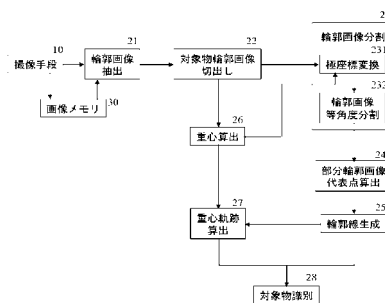 2
輪郭画像分割
10
21
22
231
撮像手段
輪郭画像
抽出
対象物輪郭画像
切出し
極座標変換
232
画像メモリ
30
輪郭画像
等角度分割
26
重心算出
24
部分輪郭画像
代表点算出
27
25
重心軌跡
算出
輪郭線生成
28
対象物識別